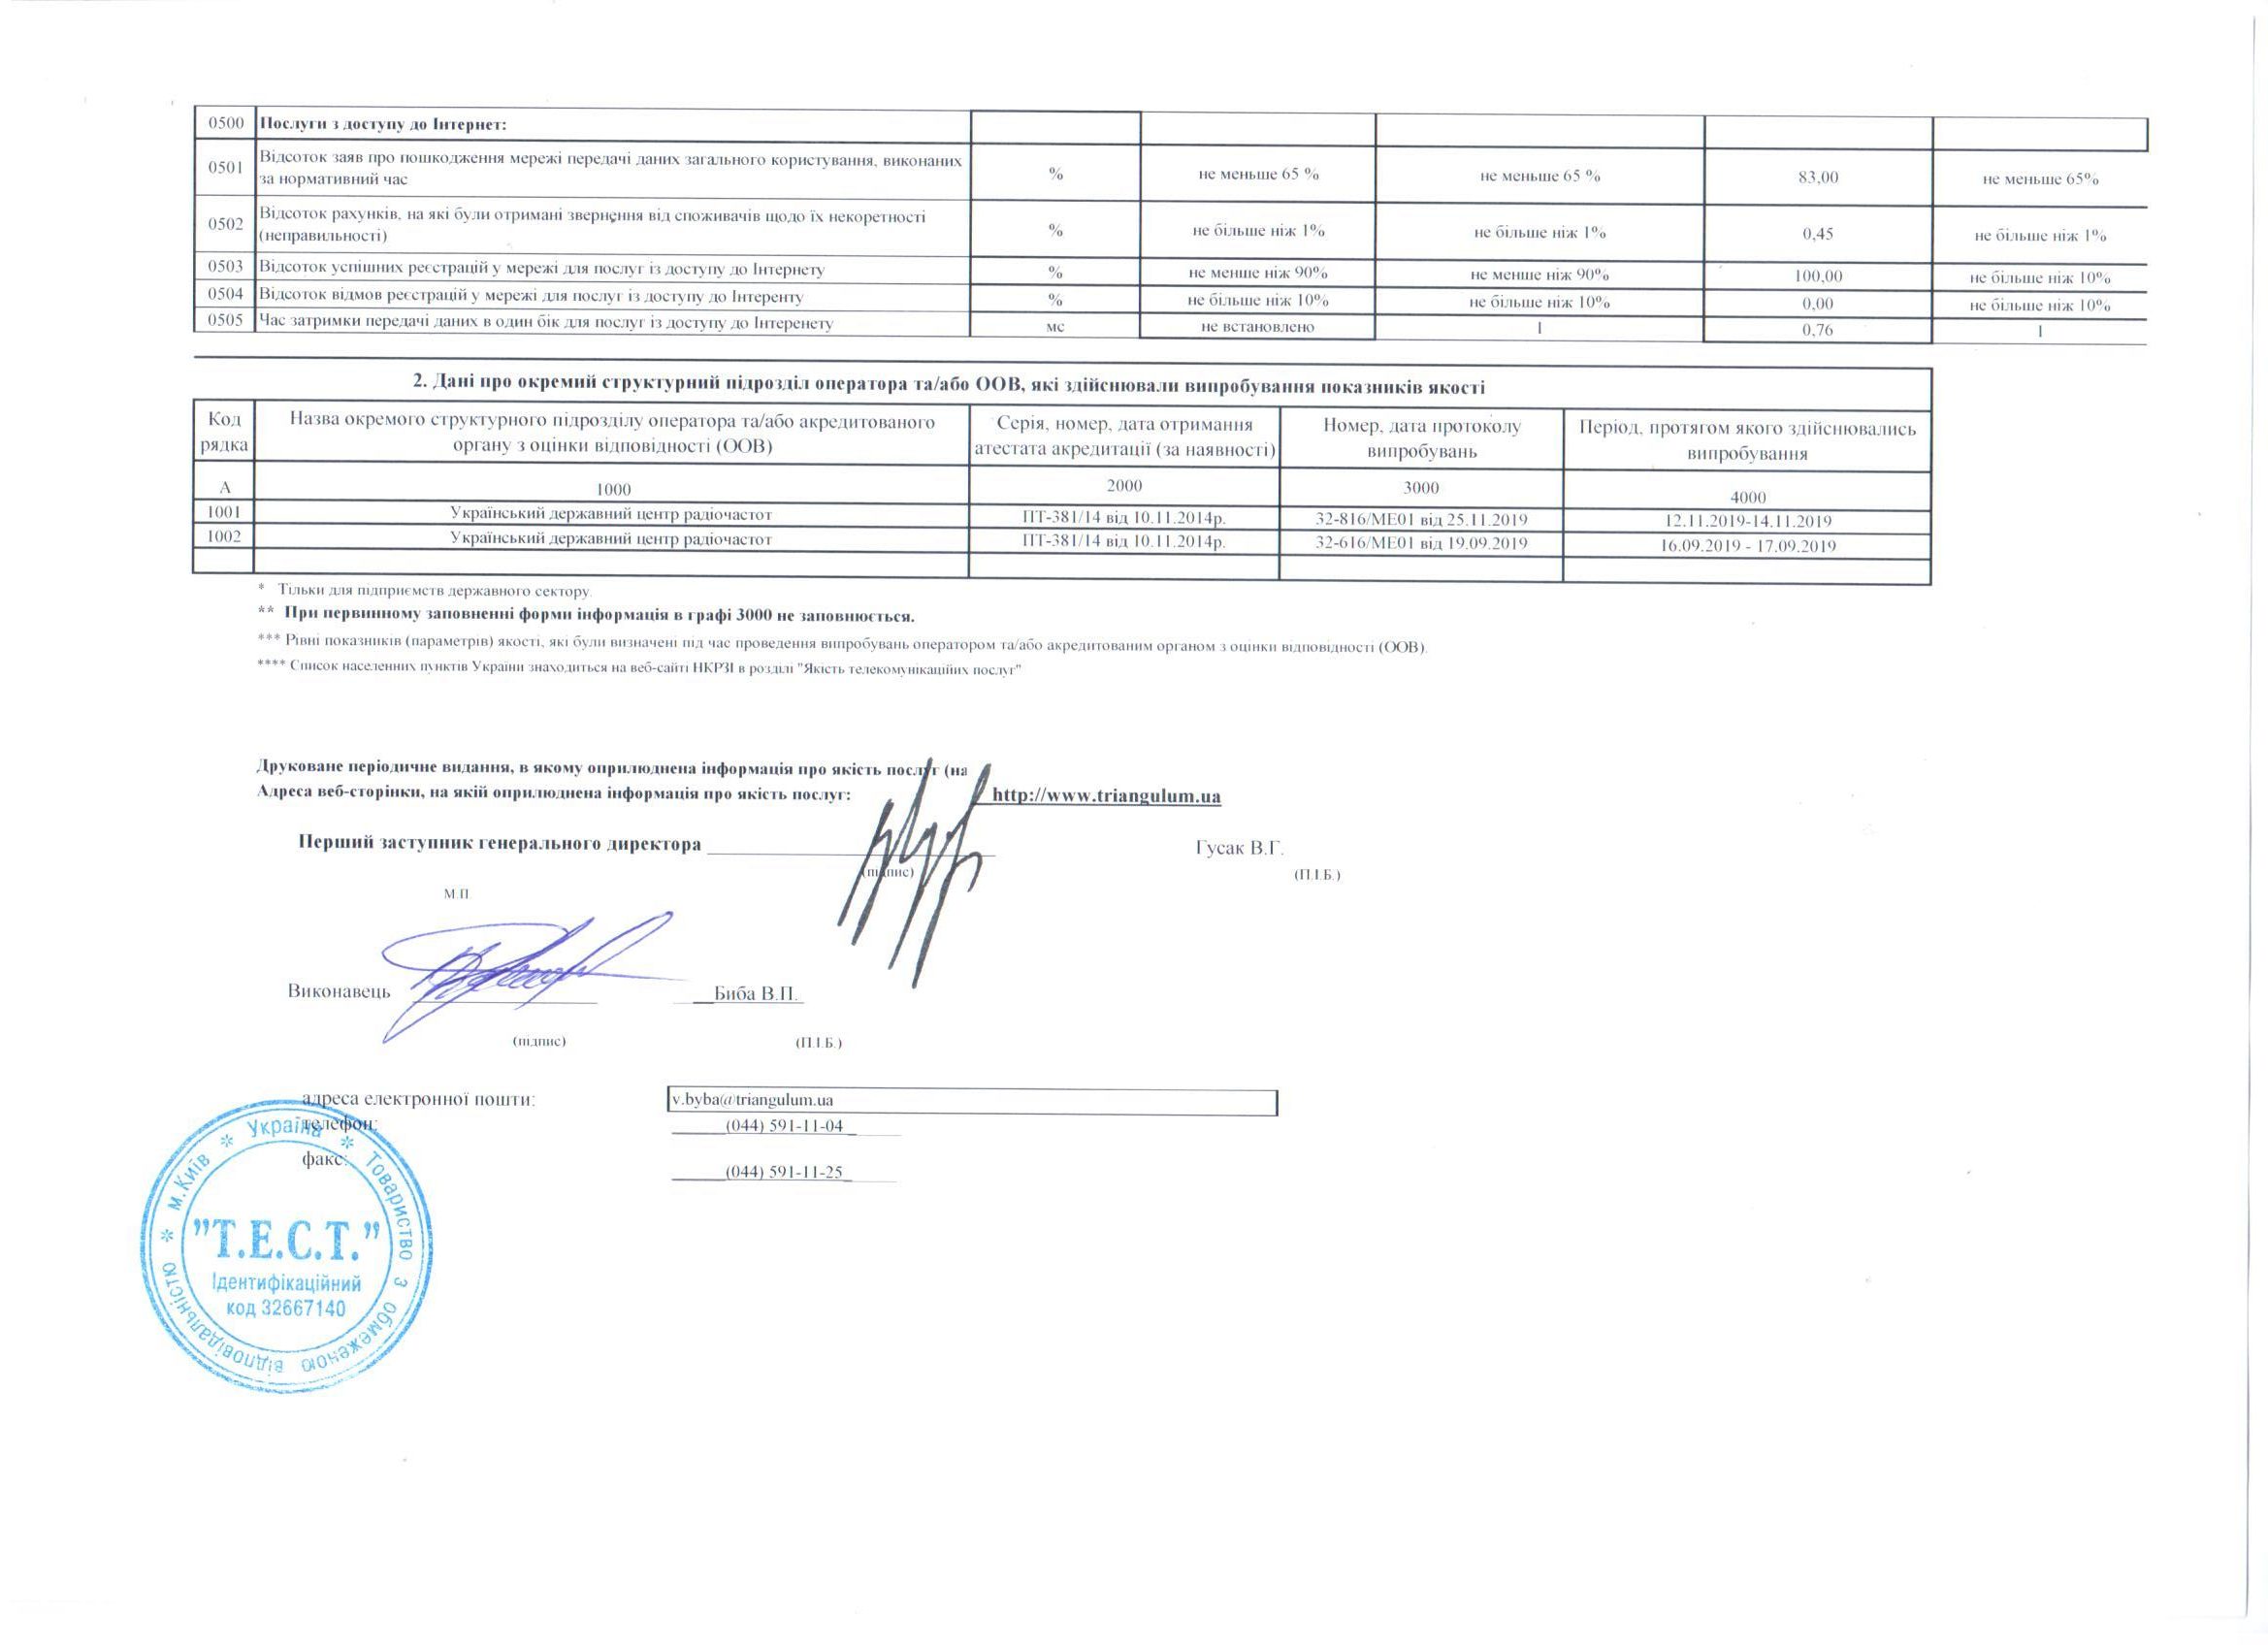 0500 Послуги з доступу до Інтернет:
0501 Відсоток заяв про пошкодження мережі передачі даних загального користування, виконаних
за нормативний час % не меньше 65 % не меньше 65 % 83,00 не меньше 65%
0502 Відсоток рахунків, на які були отримані звернення від споживачів щодо їх некоретності
(неправильності) % не більше ніж 1% не більше ніж 1% 0,45 не більше ніж 1%
0503 Відсоток успішних реєстрацій у мережі для послуг із доступу до Інтернету % не менше ніж 90% не менше ніж 90% 100,00 не більше ніж 10%
0504 Відсоток відмов реєстрацій у мережі для послуг із доступу до Інтеренту % не більше ніж 10% не більше ніж 10% 0,00 не більше ніж 10%
0505 Час затримки передачі даних в один бік для послуг із доступу до Інтеренету мс не встановлено 1 0,76 1
2. Дані про окремий структурний підрозділ оператора та/або ООВ, які здійснювали випробування показників якості
Код
рядка
Назва окремого структурного підрозділу оператора та/або акредитованого
органу з оцінки відповідності (ООВ)
Серія, номер, дата отримання
атестата акредитації (за наявності)
Номер, дата протоколу
випробувань
Період, протягом якого здійснювались
випробування
А 1000 2000 3000 4000
1001 Український державний центр радіочастот ПТ-381/14 від 10.11.2014р. 32-816/МЕ01 від 25.11.2019 12.11.2019-14.11.2019
1002 Український державний центр радіочастот ПТ-381/14 від 10.11.2014р. 32-616/МЕ01 від 19.09.2019 16.09.2019 - 17.09.2019
* Тільки для підприємств державного сектору.
** При первинному заповненні форми інформація в графі 3000 не заповнюється.
*** Рівні показників (параметрів) якості, які були визначені під час проведення випробувань оператором та/або акредитованим органом з оцінки відповідності (ООВ).
**** Список населенних пунктів України знаходиться на веб-сайті НКРЗІ в розділі "Якість телекомунікаційних послуг"
Друковане періодичне видання, в якому оприлюднена інформація про якість послуг (на
Адреса веб-сторінки, на якій оприлюднена інформація про якість послуг: http://www.triangulum.ua
Перший заступник генерального директора Гусак В.Г.
(підпис) (П.І.Б.)
М.П
Виконавець Биба В.П.
(підпис) (П.І.Б.)
адреса електронної пошти: v.byba@triangulum.ua
телефон: (044) 591-11-04
факс: (044) 591-11-25
* Україна * Товариство з обмеженою відповідальністю * м.Київ
"Т.Е.С.Т."
Ідентифікаційний
код 32667140